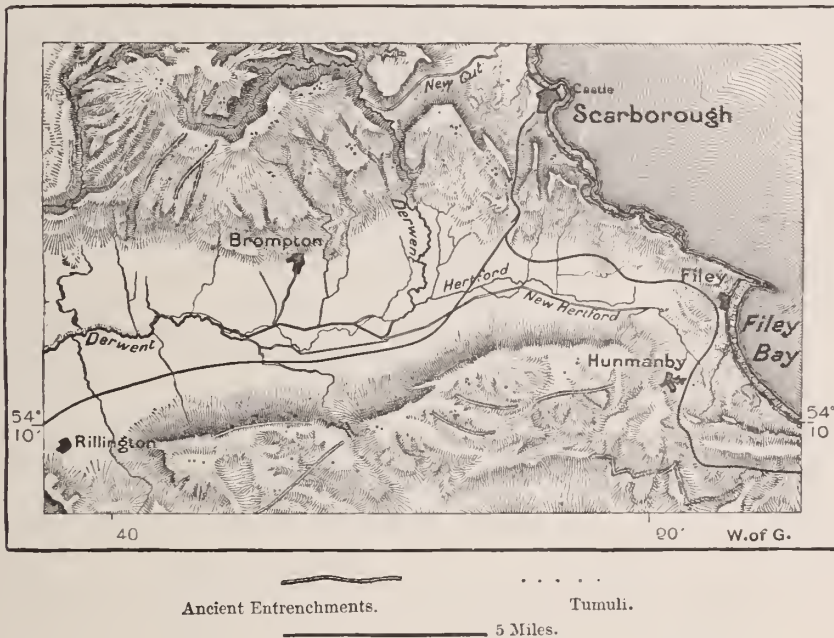 New Cut
Castle
Scarborough
Derwent
Brompton
Hertford
Filey
New Hertford
Filey
Bay
Derwent
Hunmanby
54°
10′
54°
10′
Rillington
40
20′
W. of G.
Ancient Entrenchments.
Tumuli.
5 Miles.